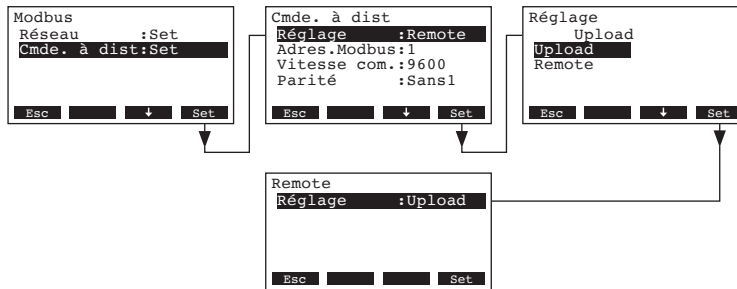 Modbus
Réseau :Set
Cmde. à dist:Set
Esc ↓ Set
Cmde. à dist
Réglage :Remote
Adres.Modbus:1
Vitesse com.:9600
Parité :Sans1
Esc ↓ Set
Réglage
Upload
Upload
Remote
Esc ↓ Set
Remote
Réglage :Upload
Esc Set